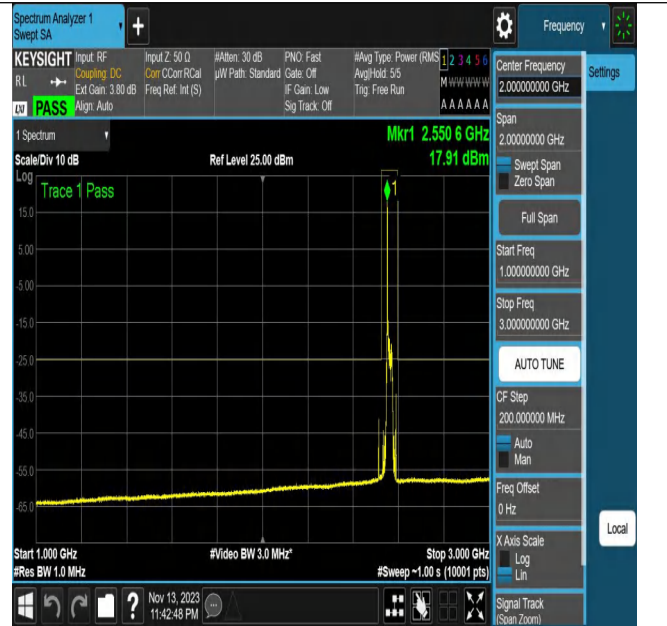 Spectrum Analyzer 1
Swept SA
Frequency
KEYSIGHT
RL
LXI
PASS
Input: RF
Coupling: DC
Ext Gain: 3.80 dB
Align: Auto
Input Z: 50 Ω
Corr CCorr RCal
Freq Ref: Int (S)
#Atten: 30 dB
µW Path: Standard
PNO: Fast
Gate: Off
IF Gain: Low
Sig Track: Off
#Avg Type: Power (RMS
Avg|Hold: 5/5
Trig: Free Run
1 2 3 4 5 6
M W W W W W
A A A A A A
1 Spectrum
Mkr1 2.550 6 GHz
Scale/Div 10 dB
Ref Level 25.00 dBm
17.91 dBm
Log
Trace 1 Pass
1
15.0
5.00
-5.00
-15.0
-25.0
-35.0
-45.0
-55.0
-65.0
Start 1.000 GHz
#Video BW 3.0 MHz*
Stop 3.000 GHz
#Res BW 1.0 MHz
#Sweep ~1.00 s (10001 pts)
Nov 13, 2023
11:42:48 PM
Center Frequency
2.000000000 GHz
Settings
Span
2.00000000 GHz
Swept Span
Zero Span
Full Span
Start Freq
1.000000000 GHz
Stop Freq
3.000000000 GHz
AUTO TUNE
CF Step
200.000000 MHz
Auto
Man
Freq Offset
0 Hz
Local
X Axis Scale
Log
Lin
Signal Track
(Span Zoom)